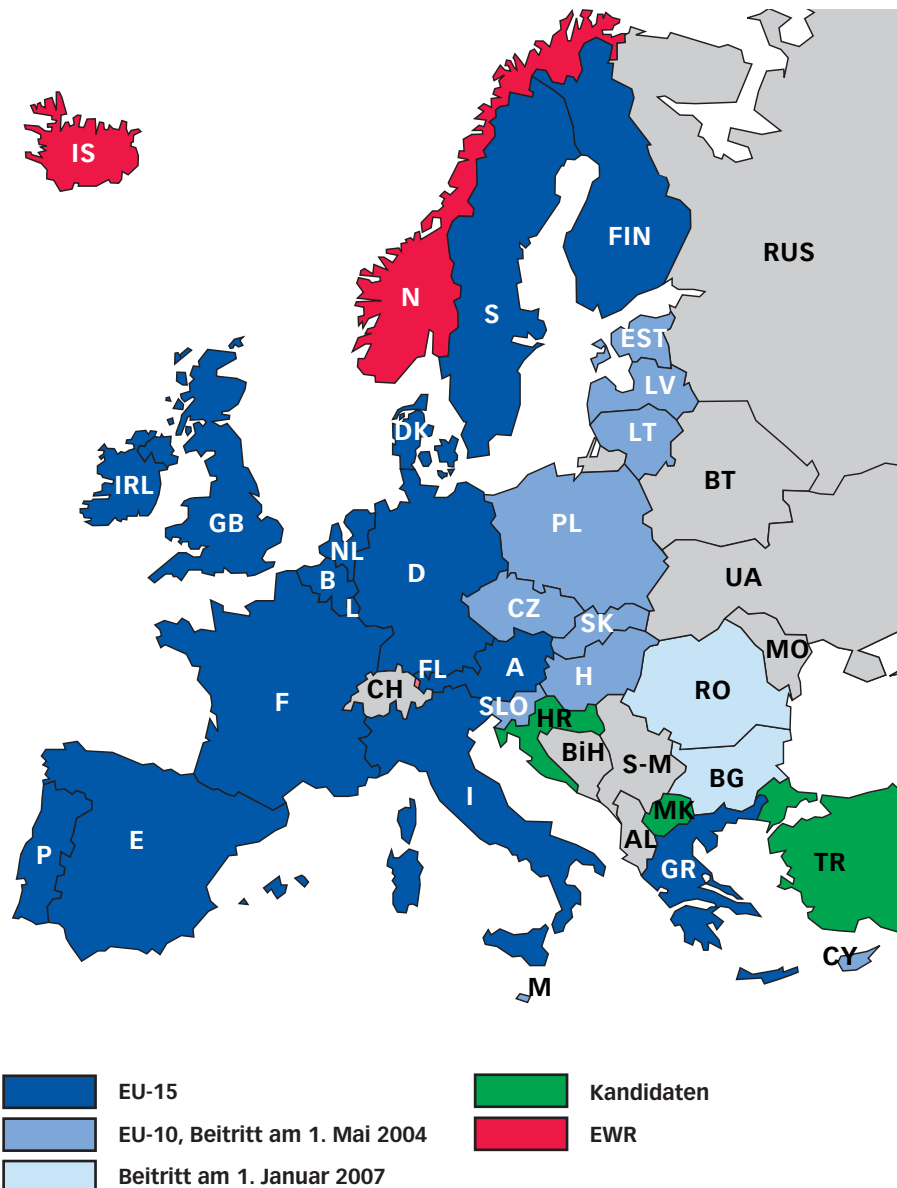 IS
FIN
RUS
N
S
EST
LV
DK
LT
BT
IRL
GB
PL
NL
B
D
UA
L
CZ
SK
MO
FL
A
H
CH
RO
F
SLO
HR
BiH
S-M
BG
I
MK
P
E
AL
GR
TR
CY
M
EU-15
EU-10, Beitritt am 1. Mai 2004
Beitritt am 1. Januar 2007
Kandidaten
EWR